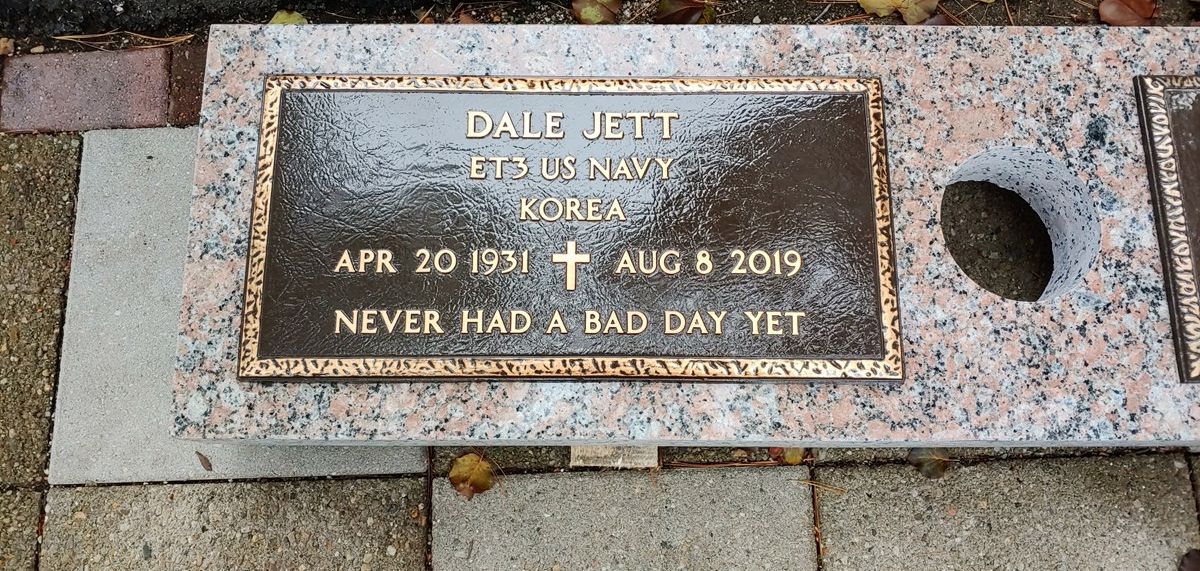 DALE JETT
ET3 US NAVY
KOREA
APR 20 1931 AUG 8 2019
NEVER HAD A BAD DAY YET